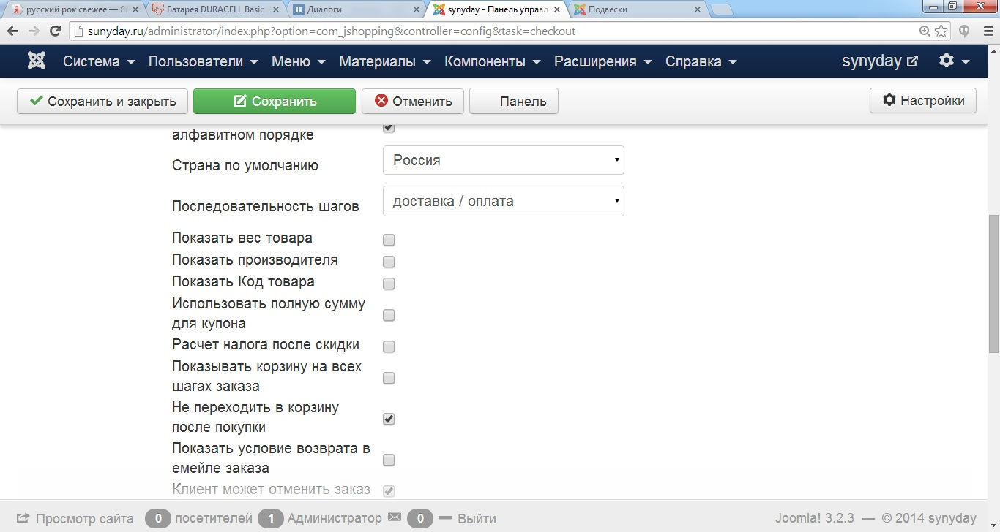 русский рок свежее — Ян
Батарея DURACELL Basic
Диалоги
synyday - Панель управл
Подвески
sunyday.ru/administrator/index.php?option=com_jshopping&controller=config&task=checkout
Система Пользователи Меню Материалы Компоненты Расширения Справка synyday
Сохранить и закрыть Сохранить Отменить Панель Настройки
алфавитном порядке
Страна по умолчанию Россия
Последовательность шагов доставка / оплата
Показать вес товара
Показать производителя
Показать Код товара
Использовать полную сумму
для купона
Расчет налога после скидки
Показывать корзину на всех
шагах заказа
Не переходить в корзину
после покупки
Показать условие возврата в
емейле заказа
Клиент может отменить заказ
Просмотр сайта 0 посетителей 1 Администратор 0 Выйти Joomla! 3.2.3 — © 2014 synyday